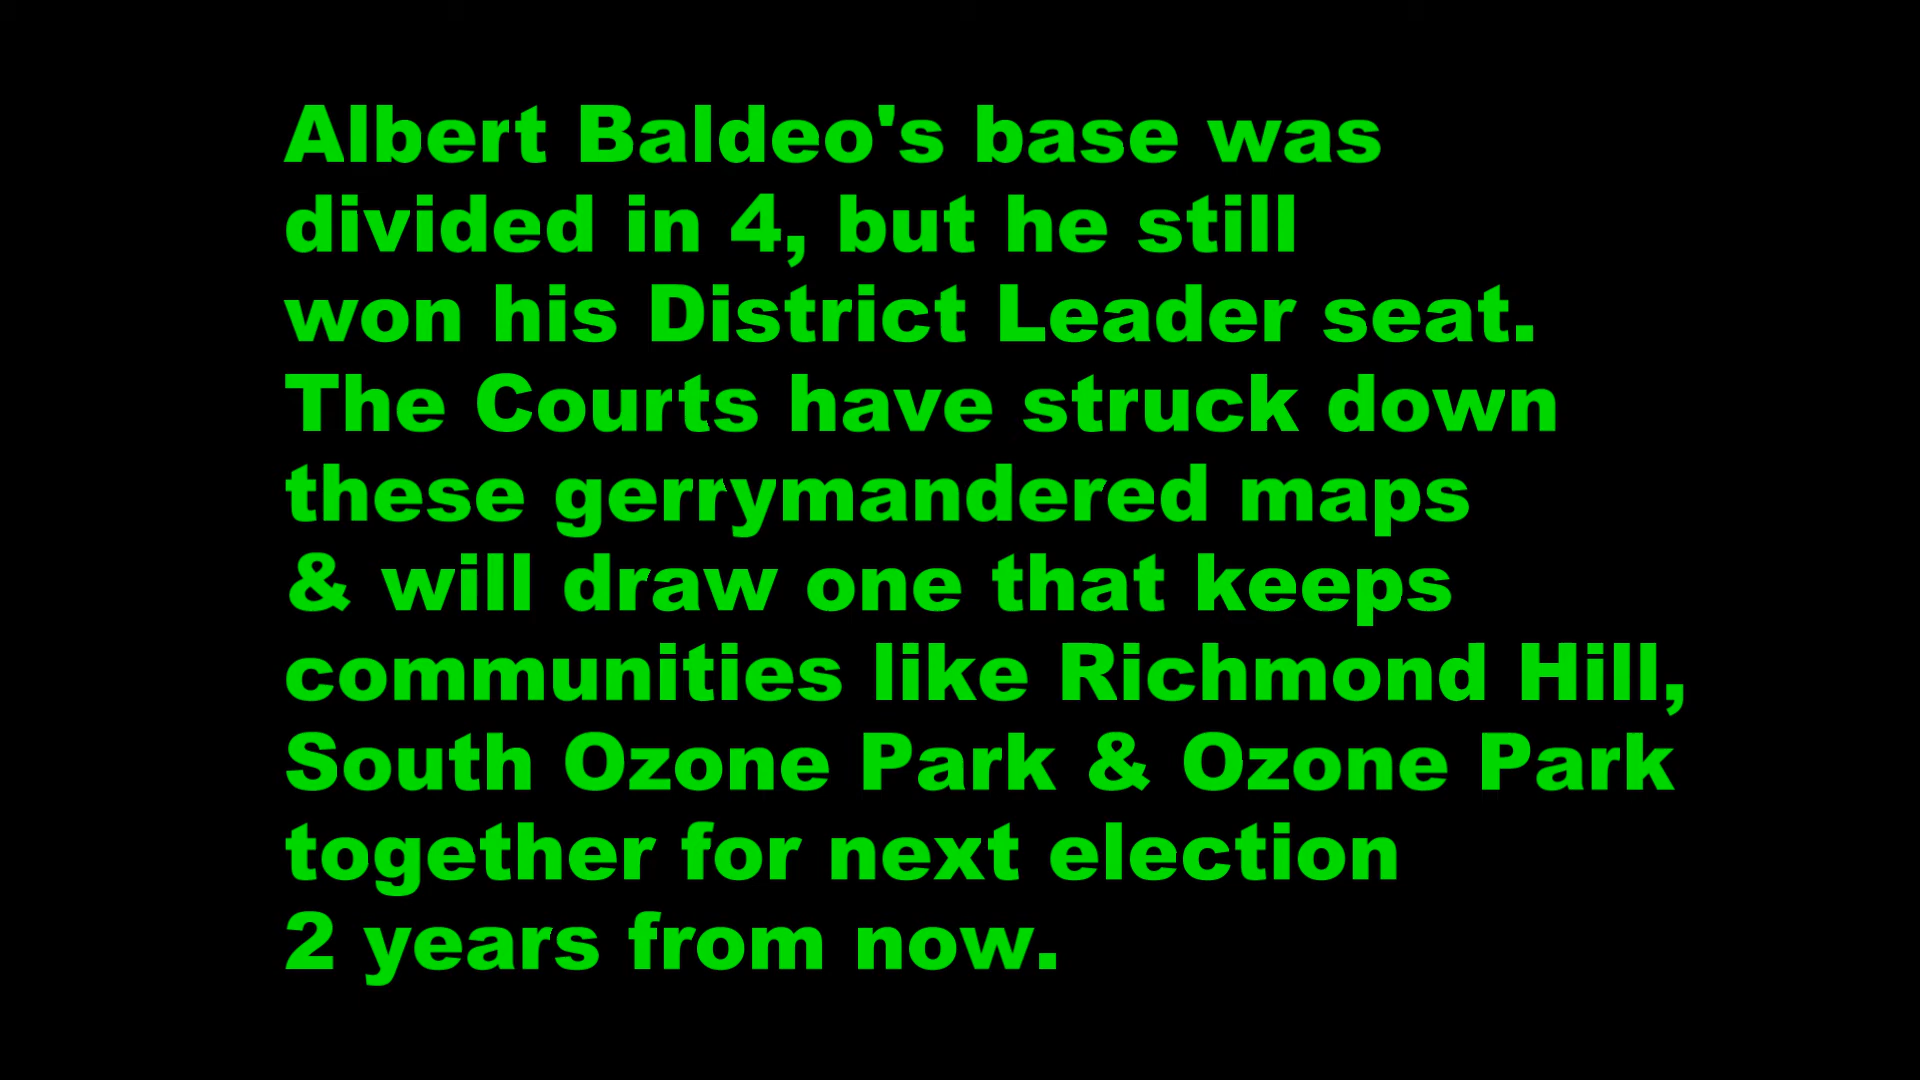 Albert Baldeo's base was
divided in 4, but he still
won his District Leader seat.
The Courts have struck down
these gerrymandered maps
& will draw one that keeps
communities like Richmond Hill,
South Ozone Park & Ozone Park
together for next election
2 years from now.